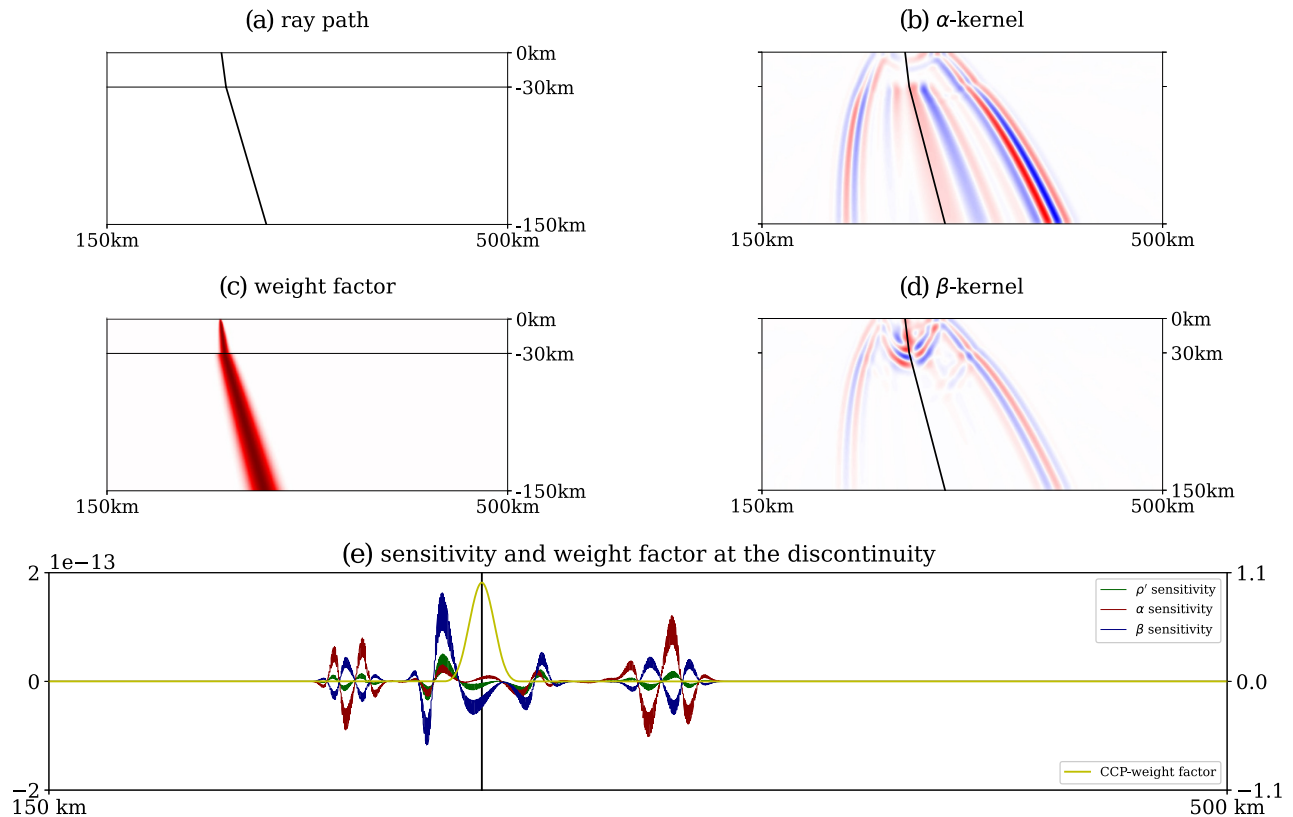 (a) ray path
0km
-30km
-150km
150km
500km
(b) α-kernel
150km
500km
(c) weight factor
0km
-30km
-150km
150km
500km
(d) β-kernel
0km
30km
150km
150km
500km
(e) sensitivity and weight factor at the discontinuity
1e−13
2
0
−2
1.1
0.0
−1.1
ρ′ sensitivity
α sensitivity
β sensitivity
CCP-weight factor
150 km
500 km